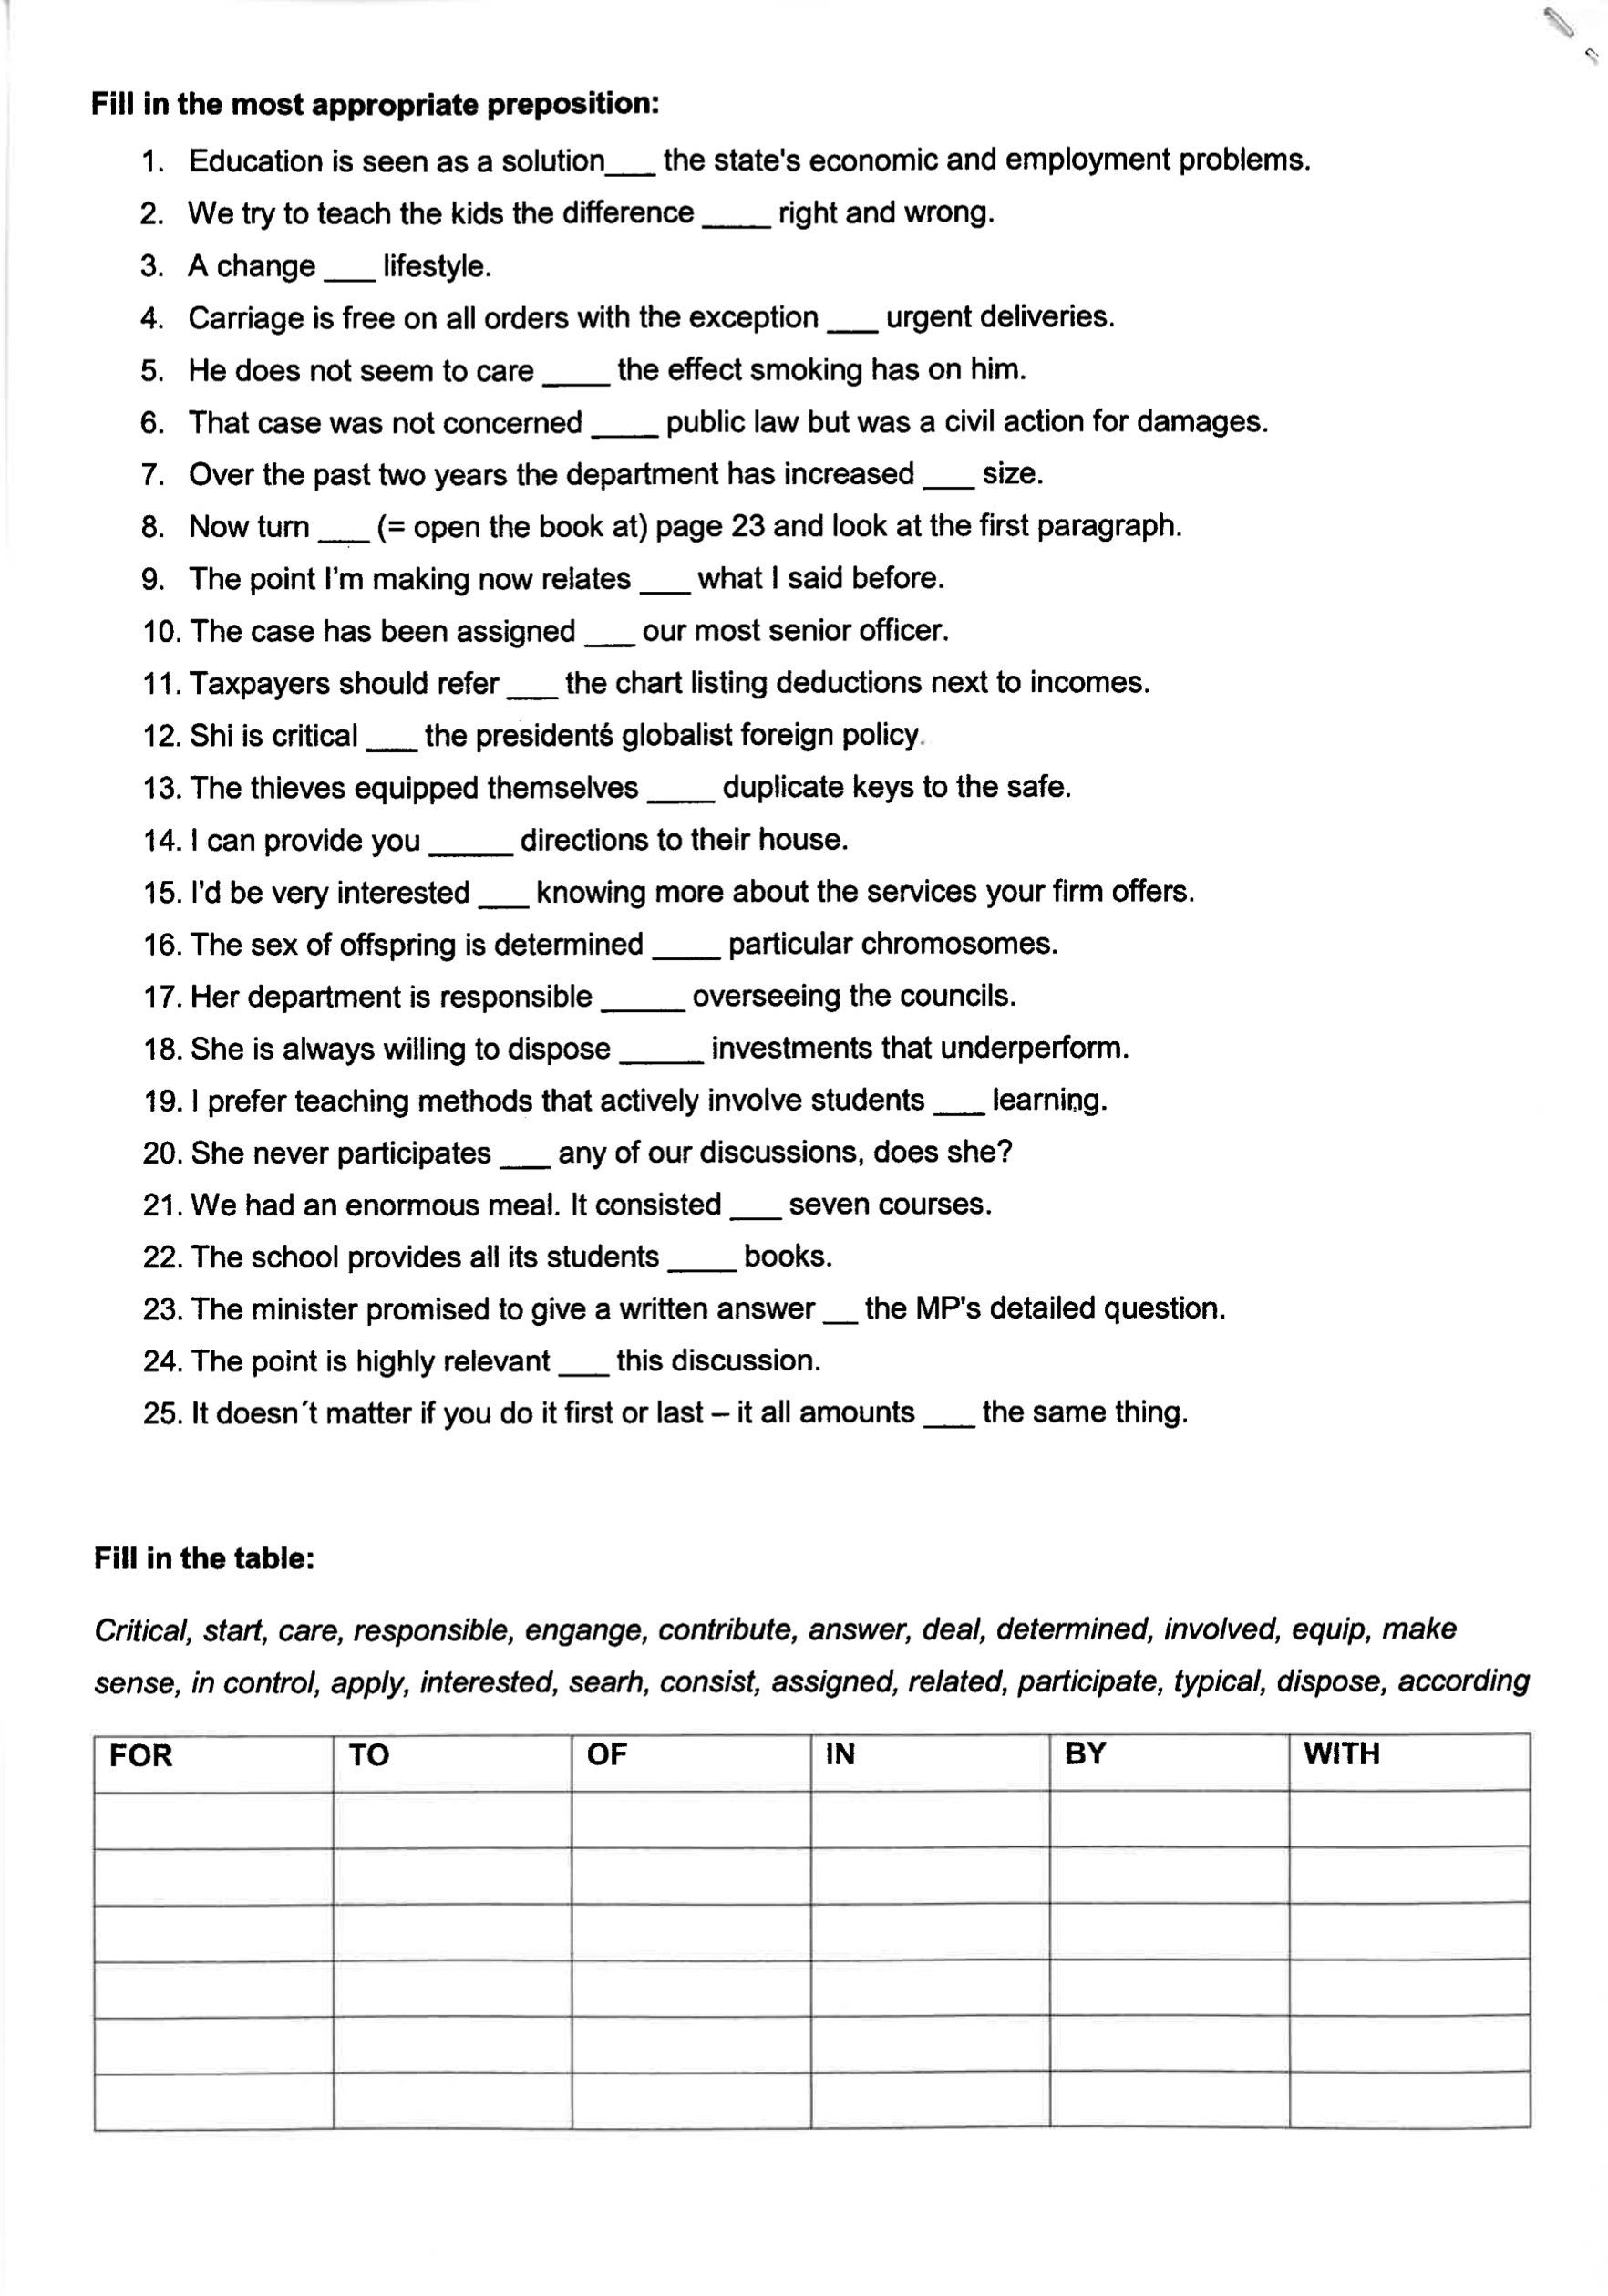 Fill in the most appropriate preposition:
1. Education is seen as a solution___ the state's economic and employment problems.
2. We try to teach the kids the difference ____ right and wrong.
3. A change ___ lifestyle.
4. Carriage is free on all orders with the exception ___ urgent deliveries.
5. He does not seem to care ____ the effect smoking has on him.
6. That case was not concerned ____ public law but was a civil action for damages.
7. Over the past two years the department has increased ___ size.
8. Now turn ___ (= open the book at) page 23 and look at the first paragraph.
9. The point I'm making now relates ___ what I said before.
10. The case has been assigned ___ our most senior officer.
11. Taxpayers should refer ___ the chart listing deductions next to incomes.
12. Shi is critical ___ the presidentś globalist foreign policy.
13. The thieves equipped themselves ____ duplicate keys to the safe.
14. I can provide you _____ directions to their house.
15. I'd be very interested ___ knowing more about the services your firm offers.
16. The sex of offspring is determined ____ particular chromosomes.
17. Her department is responsible _____ overseeing the councils.
18. She is always willing to dispose _____ investments that underperform.
19. I prefer teaching methods that actively involve students ___ learning.
20. She never participates ___ any of our discussions, does she?
21. We had an enormous meal. It consisted ___ seven courses.
22. The school provides all its students ____ books.
23. The minister promised to give a written answer __ the MP's detailed question.
24. The point is highly relevant ___ this discussion.
25. It doesn´t matter if you do it first or last – it all amounts ___ the same thing.
Fill in the table:
Critical, start, care, responsible, engange, contribute, answer, deal, determined, involved, equip, make
sense, in control, apply, interested, searh, consist, assigned, related, participate, typical, dispose, according
FOR TO OF IN BY WITH